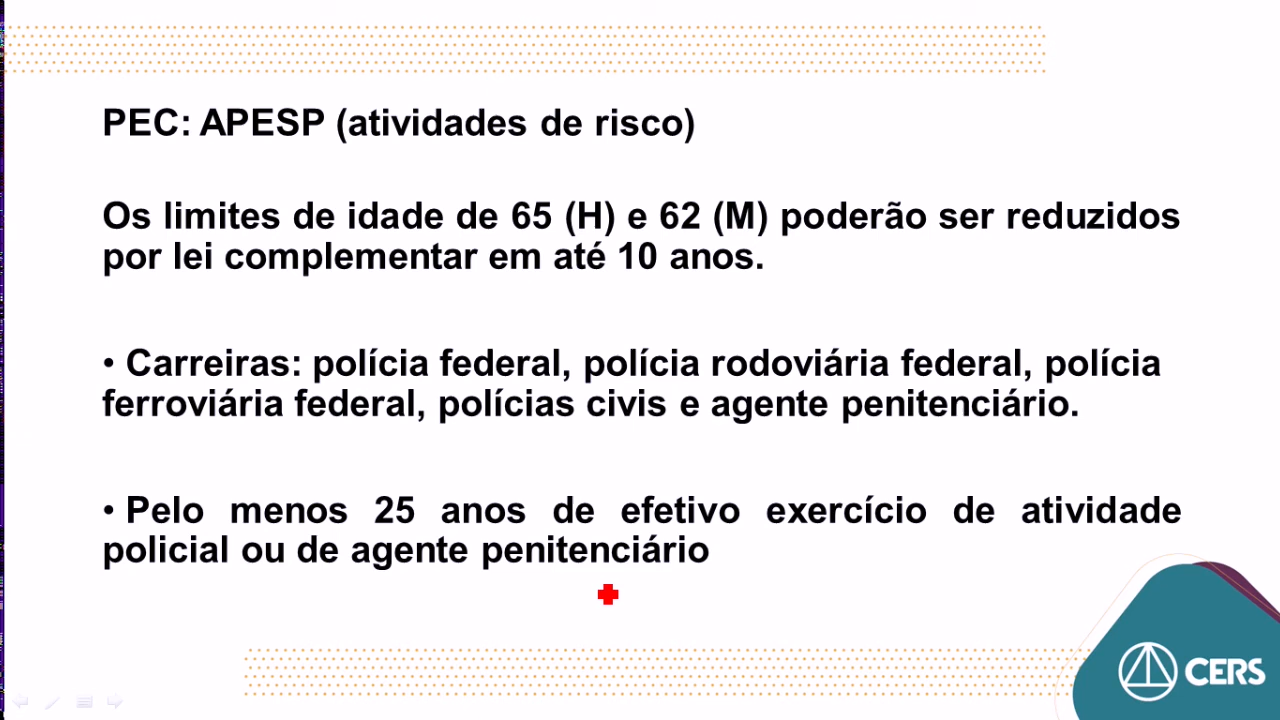 PEC: APESP (atividades de risco)
Os limites de idade de 65 (H) e 62 (M) poderão ser reduzidos
por lei complementar em até 10 anos.
• Carreiras: polícia federal, polícia rodoviária federal, polícia
ferroviária federal, polícias civis e agente penitenciário.
• Pelo menos 25 anos de efetivo exercício de atividade
policial ou de agente penitenciário
CERS